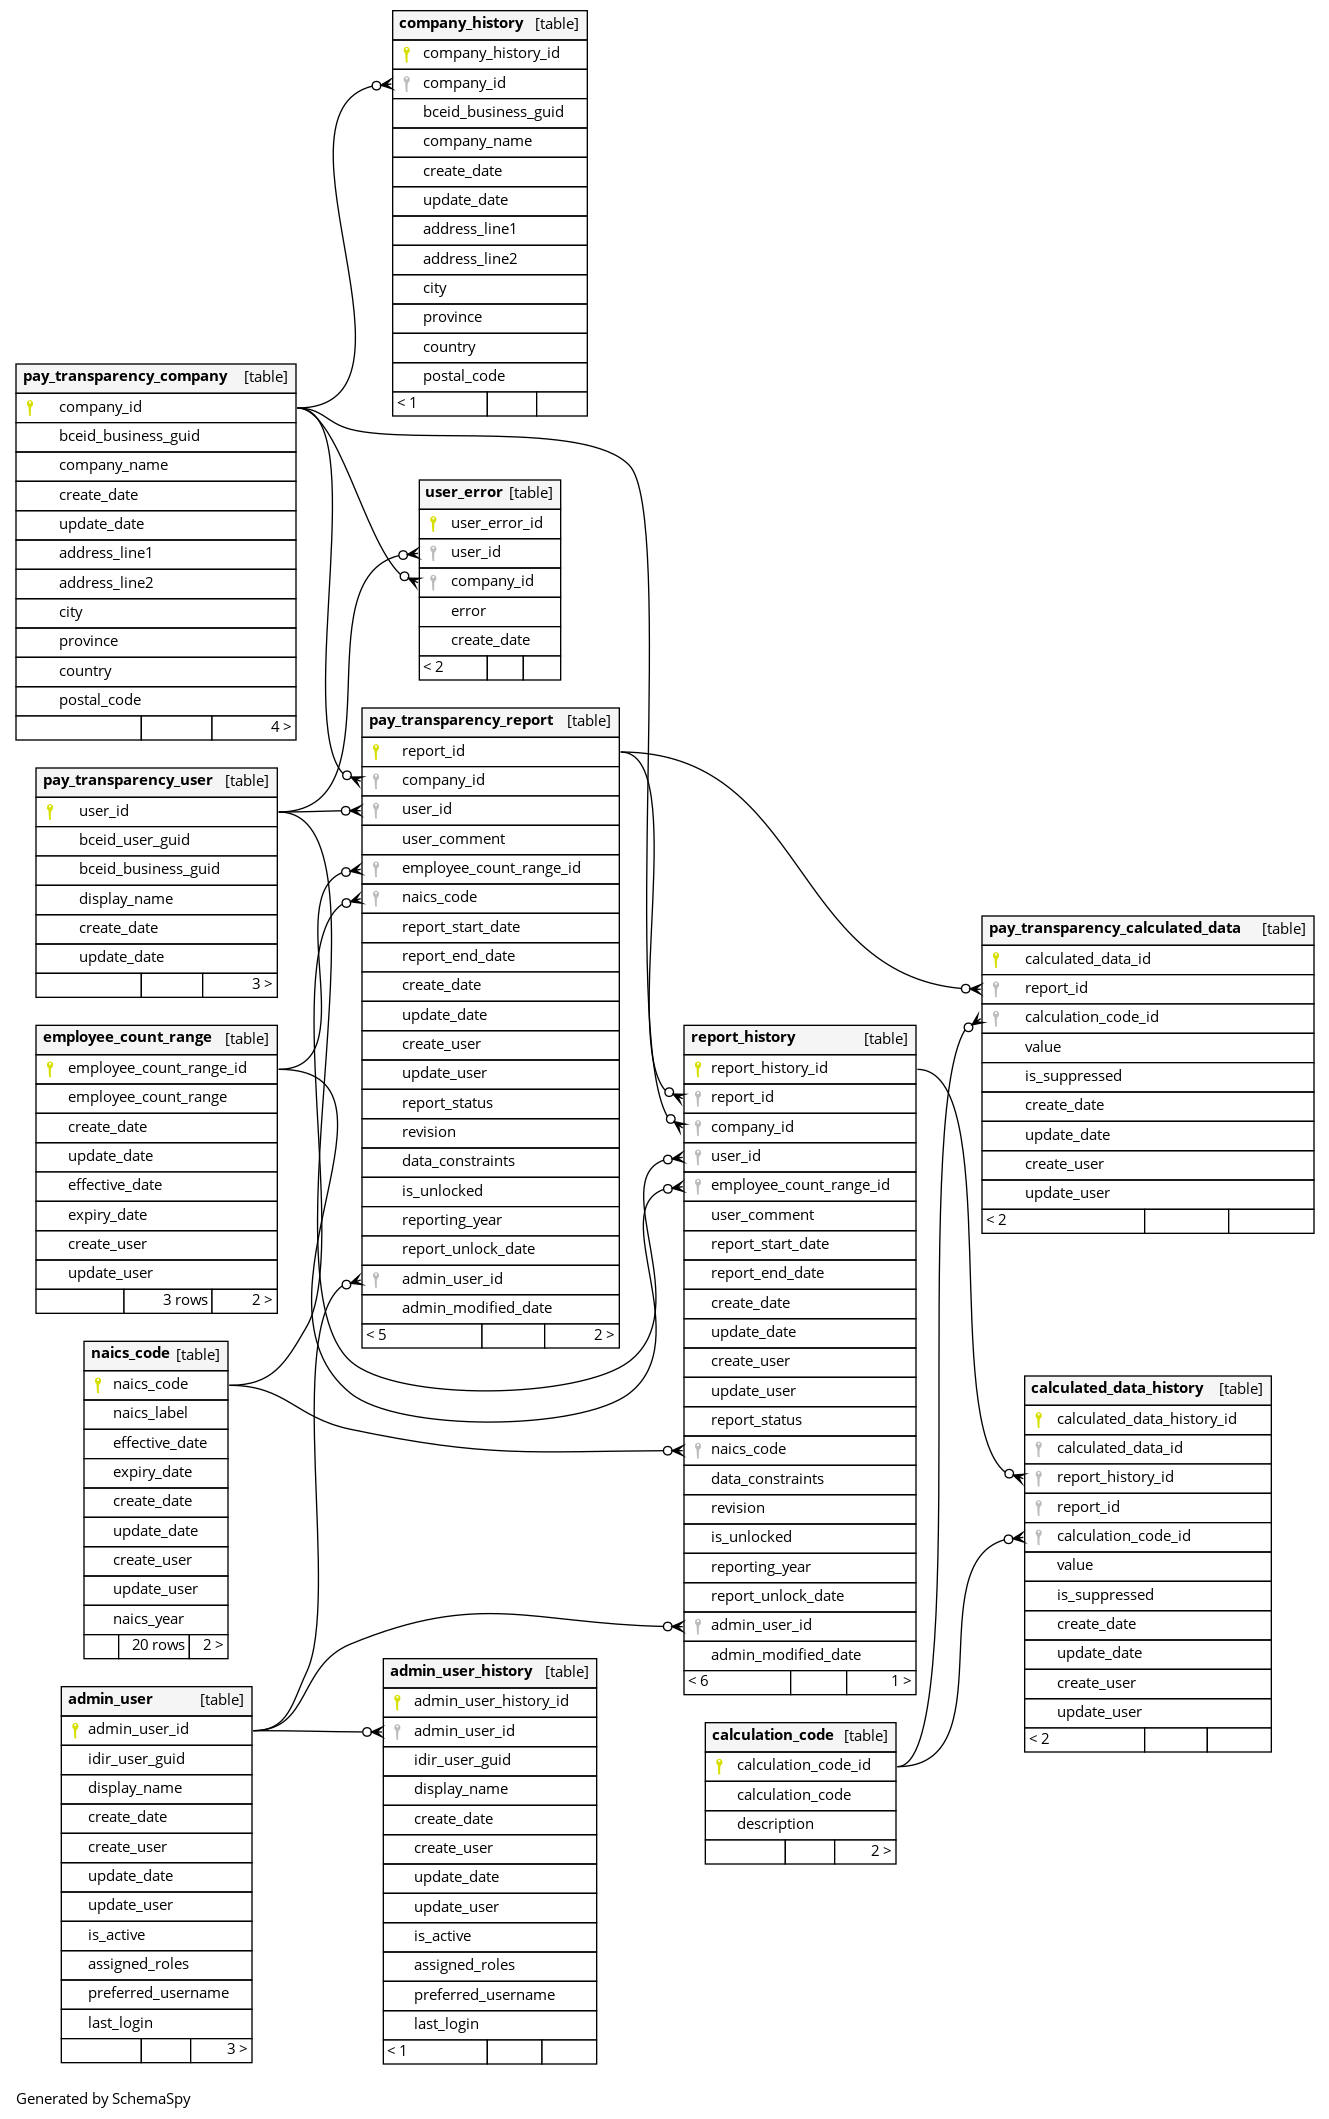 company_history [table]
company_history_id
company_id
bceid_business_guid
company_name
create_date
update_date
address_line1
address_line2
city
province
country
postal_code
< 1
pay_transparency_company [table]
company_id
bceid_business_guid
company_name
create_date
update_date
address_line1
address_line2
city
province
country
postal_code
4 >
user_error [table]
user_error_id
user_id
company_id
error
create_date
< 2
pay_transparency_user [table]
user_id
bceid_user_guid
bceid_business_guid
display_name
create_date
update_date
3 >
pay_transparency_report [table]
report_id
company_id
user_id
user_comment
employee_count_range_id
naics_code
report_start_date
report_end_date
create_date
update_date
create_user
update_user
report_status
revision
data_constraints
is_unlocked
reporting_year
report_unlock_date
admin_user_id
admin_modified_date
< 5 2 >
employee_count_range [table]
employee_count_range_id
employee_count_range
create_date
update_date
effective_date
expiry_date
create_user
update_user
3 rows 2 >
naics_code [table]
naics_code
naics_label
effective_date
expiry_date
create_date
update_date
create_user
update_user
naics_year
20 rows 2 >
report_history [table]
report_history_id
report_id
company_id
user_id
employee_count_range_id
user_comment
report_start_date
report_end_date
create_date
update_date
create_user
update_user
report_status
naics_code
data_constraints
revision
is_unlocked
reporting_year
report_unlock_date
admin_user_id
admin_modified_date
< 6 1 >
pay_transparency_calculated_data [table]
calculated_data_id
report_id
calculation_code_id
value
is_suppressed
create_date
update_date
create_user
update_user
< 2
calculated_data_history [table]
calculated_data_history_id
calculated_data_id
report_history_id
report_id
calculation_code_id
value
is_suppressed
create_date
update_date
create_user
update_user
< 2
admin_user [table]
admin_user_id
idir_user_guid
display_name
create_date
create_user
update_date
update_user
is_active
assigned_roles
preferred_username
last_login
3 >
admin_user_history [table]
admin_user_history_id
admin_user_id
idir_user_guid
display_name
create_date
create_user
update_date
update_user
is_active
assigned_roles
preferred_username
last_login
< 1
calculation_code [table]
calculation_code_id
calculation_code
description
2 >
Generated by SchemaSpy